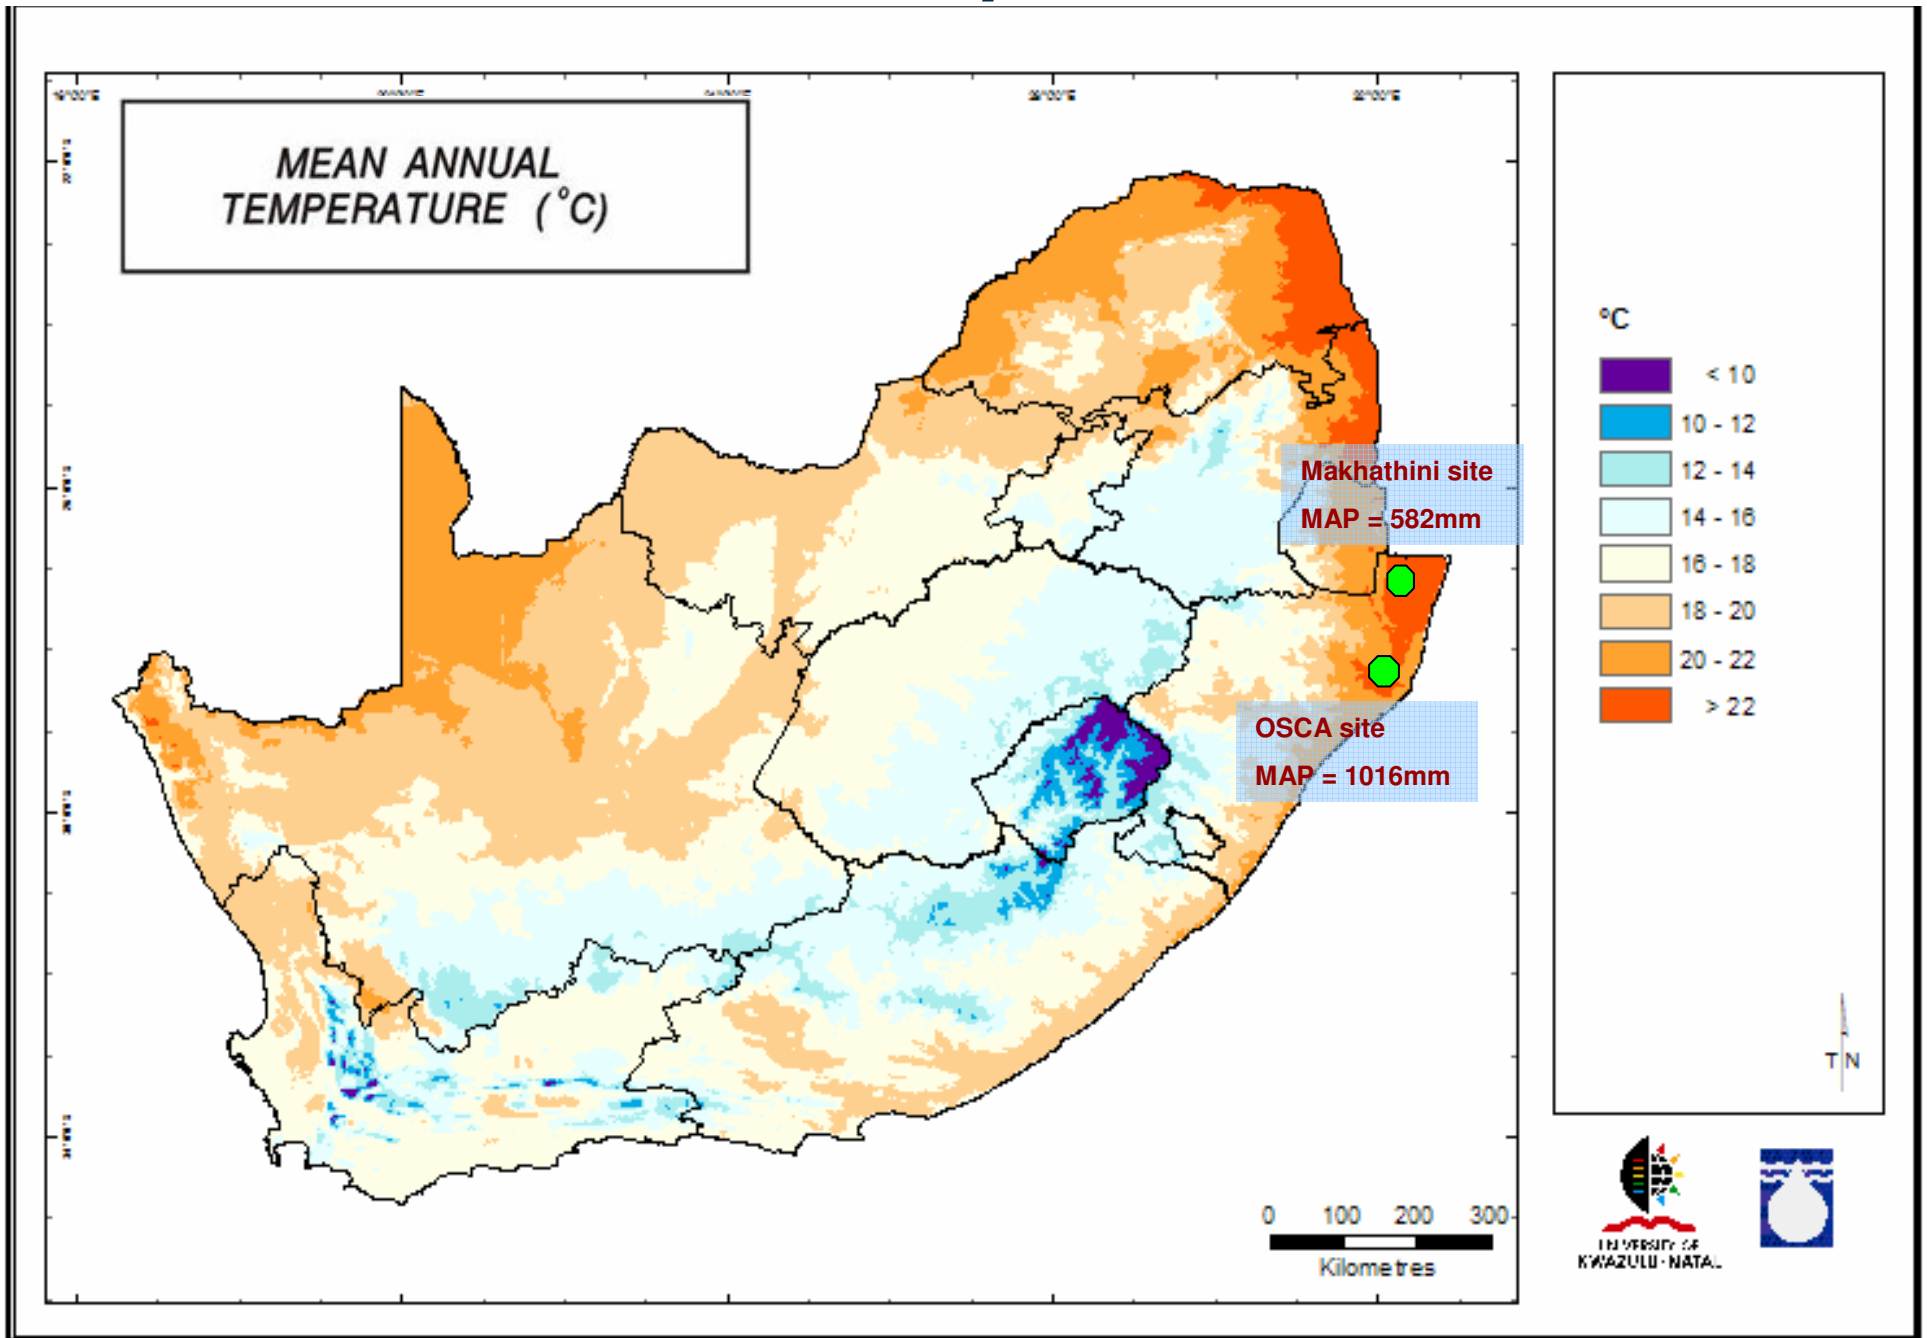 MEAN ANNUAL
TEMPERATURE (°C)
ºC
< 10
10 - 12
12 - 14
14 - 16
16 - 18
18 - 20
20 - 22
> 22
Makhathini site
MAP = 582mm
OSCA site
MAP = 1016mm
T N
0 100 200 300
Kilometres
UNIVERSITY OF
KWAZULU-NATAL